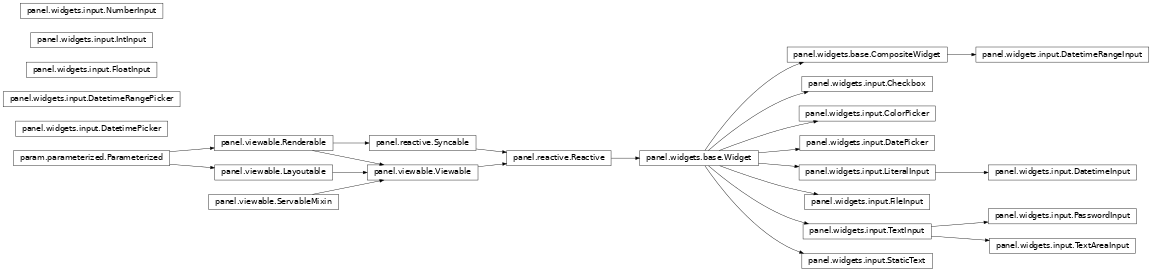 panel.widgets.input.NumberInput
panel.widgets.input.IntInput
panel.widgets.input.FloatInput
panel.widgets.input.DatetimeRangePicker
panel.widgets.input.DatetimePicker
param.parameterized.Parameterized
panel.viewable.Renderable
panel.viewable.Layoutable
panel.viewable.ServableMixin
panel.reactive.Syncable
panel.viewable.Viewable
panel.reactive.Reactive
panel.widgets.base.Widget
panel.widgets.base.CompositeWidget
panel.widgets.input.Checkbox
panel.widgets.input.ColorPicker
panel.widgets.input.DatePicker
panel.widgets.input.LiteralInput
panel.widgets.input.FileInput
panel.widgets.input.TextInput
panel.widgets.input.StaticText
panel.widgets.input.DatetimeRangeInput
panel.widgets.input.DatetimeInput
panel.widgets.input.PasswordInput
panel.widgets.input.TextAreaInput